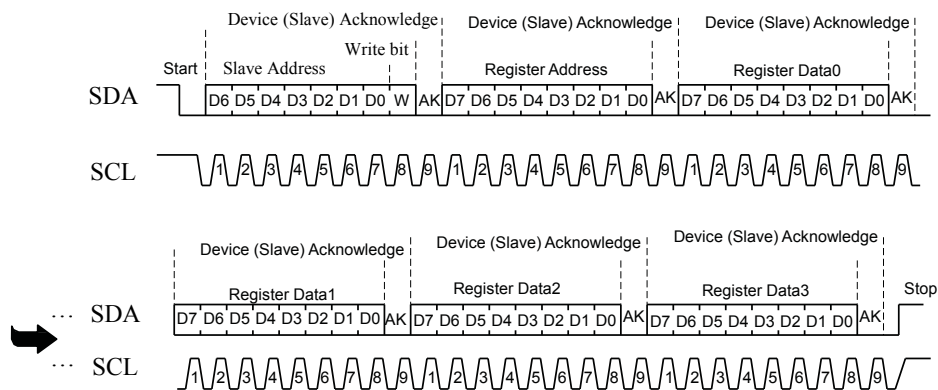 Device (Slave) Acknowledge Device (Slave) Acknowledge Device (Slave) Acknowledge
Write bit
Start Slave Address Register Address Register Data0
SDA D6 D5 D4 D3 D2 D1 D0 W AK D7 D6 D5 D4 D3 D2 D1 D0 AK D7 D6 D5 D4 D3 D2 D1 D0 AK
SCL 1 2 3 4 5 6 7 8 9 1 2 3 4 5 6 7 8 9 1 2 3 4 5 6 7 8 9
Device (Slave) Acknowledge Device (Slave) Acknowledge Device (Slave) Acknowledge
Register Data1 Register Data2 Register Data3 Stop
... SDA D7 D6 D5 D4 D3 D2 D1 D0 AK D7 D6 D5 D4 D3 D2 D1 D0 AK D7 D6 D5 D4 D3 D2 D1 D0 AK
... SCL 1 2 3 4 5 6 7 8 9 1 2 3 4 5 6 7 8 9 1 2 3 4 5 6 7 8 9